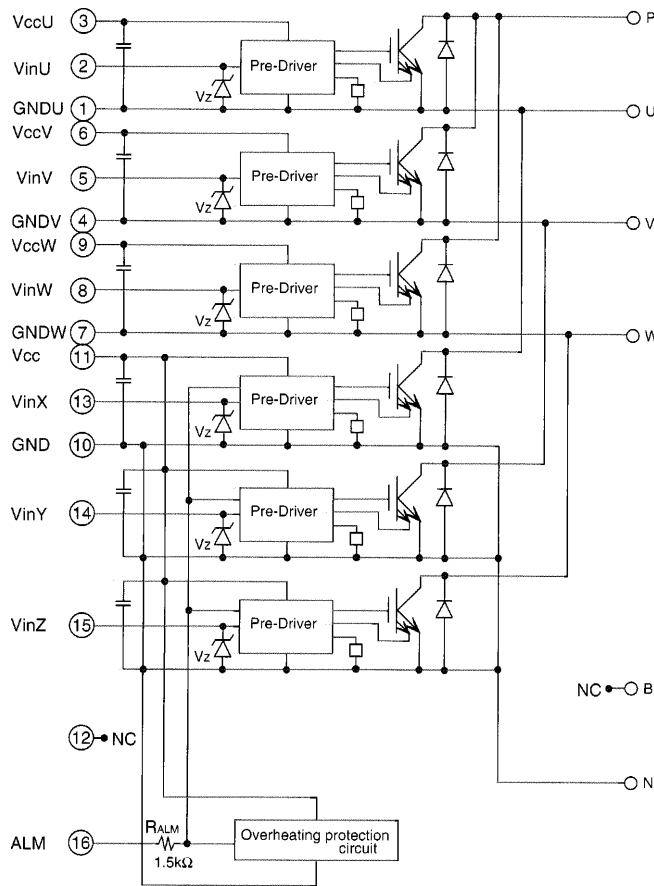 VccU 3 P
VinU 2 Vz Pre-Driver
GNDU 1 U
VccV 6
VinV 5 Vz Pre-Driver
GNDV 4 V
VccW 9
VinW 8 Vz Pre-Driver
GNDW 7 W
Vcc 11
VinX 13 Vz Pre-Driver
GND 10
VinY 14 Vz Pre-Driver
VinZ 15 Vz Pre-Driver
NC B
12 NC
N
ALM 16 RALM 1.5kΩ Overheating protection
circuit